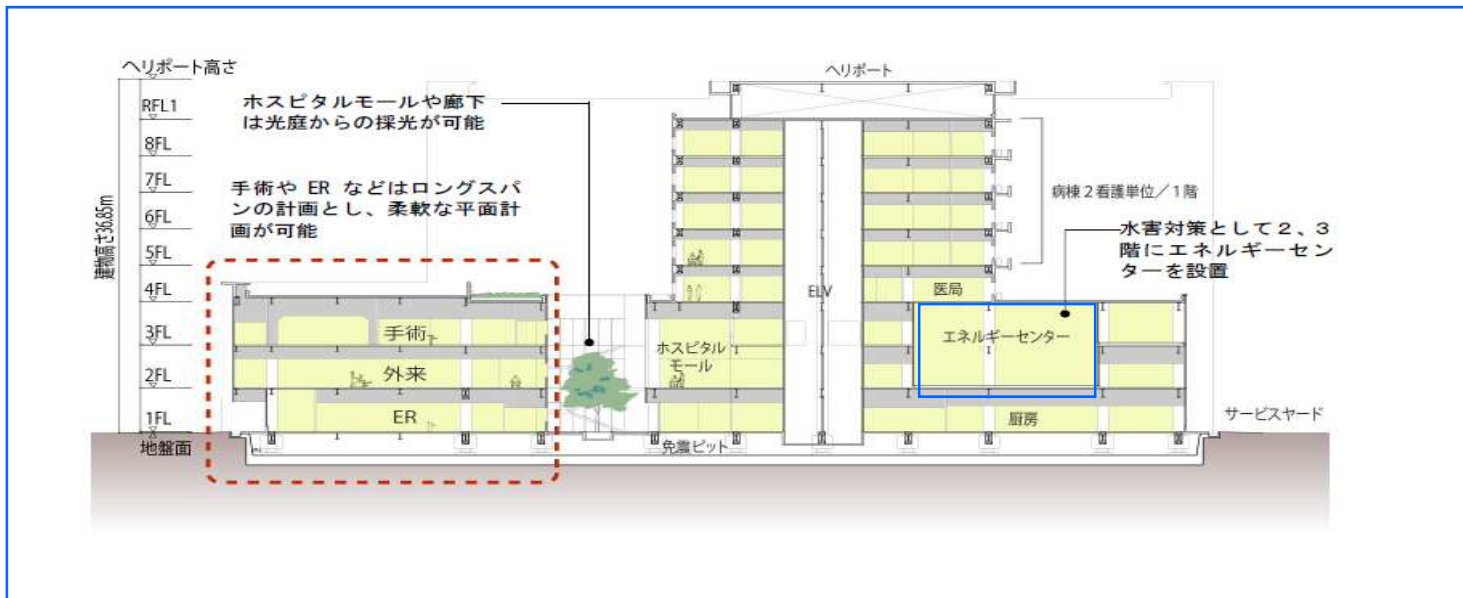 ヘリポート高さ
RFL1
8FL
7FL
6FL
5FL
4FL
3FL
2FL
1FL
地盤面
建物高さ36.85m
ホスピタルモールや廊下
は光庭からの採光が可能
手術や ER などはロングスパ
ンの計画とし、柔軟な平面計
画が可能
手術
外来
ER
ヘリポート
ELV
ホスピタル
モール
免震ピット
病棟2看護単位/1階
水害対策として2、3
階にエネルギーセン
ターを設置
医局
エネルギーセンター
厨房
サービスヤード